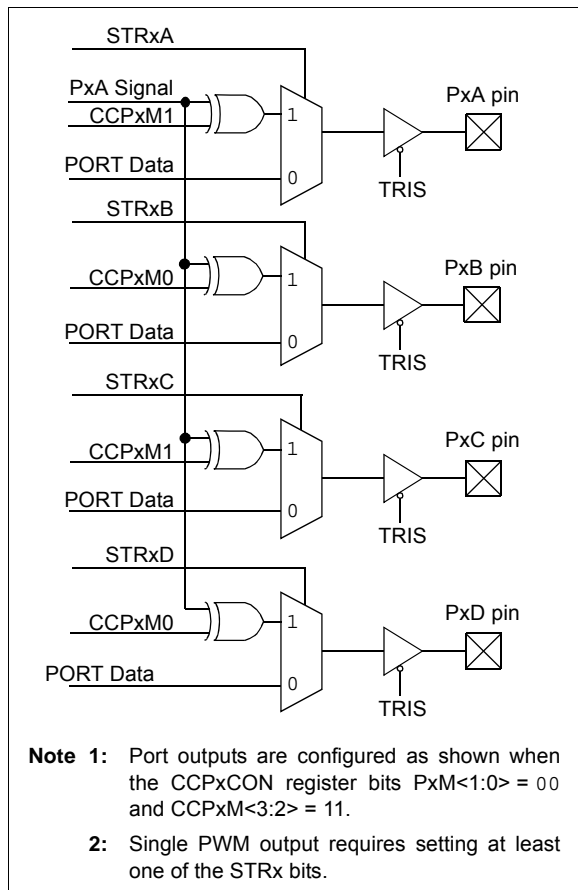 STRxA
PxA Signal
PxA pin
CCPxM1
1
PORT Data
0
TRIS
STRxB
PxB pin
CCPxM0
1
PORT Data
0
TRIS
STRxC
PxC pin
CCPxM1
1
PORT Data
0
TRIS
STRxD
PxD pin
CCPxM0
1
PORT Data
0
TRIS
Note 1: Port outputs are configured as shown when
the CCPxCON register bits PxM<1:0> = 00
and CCPxM<3:2> = 11.
2: Single PWM output requires setting at least
one of the STRx bits.